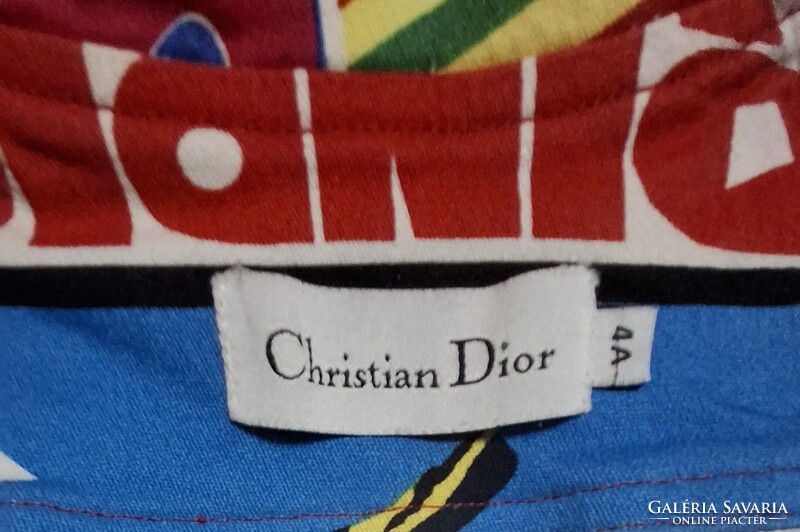 Christian Dior
4A
GALÉRIA SAVARIA
ONLINE PIACTÉR